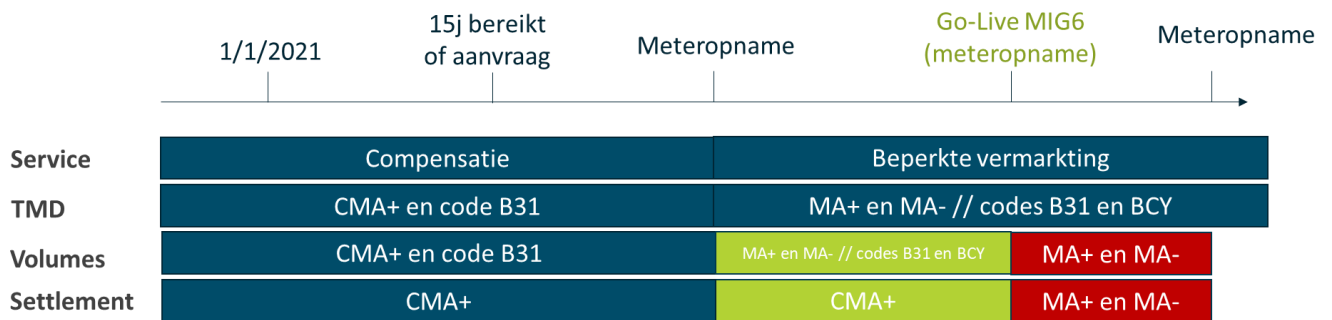 1/1/2021
15j bereikt
of aanvraag
Meteropname
Go-Live MIG6
(meteropname)
Meteropname
Service
Compensatie
Beperkte vermarkting
TMD
CMA+ en code B31
MA+ en MA- // codes B31 en BCY
Volumes
CMA+ en code B31
MA+ en MA- // codes B31 en BCY
MA+ en MA-
Settlement
CMA+
CMA+
MA+ en MA-